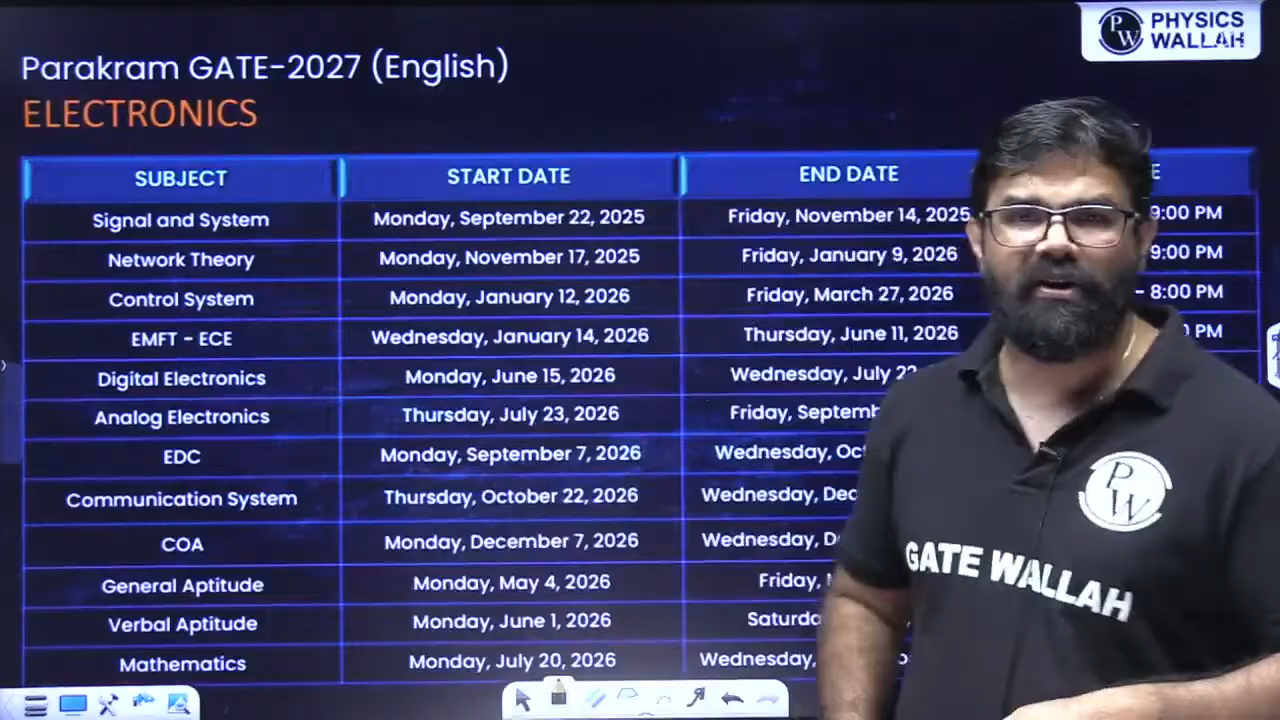 PHYSICS
WALLAH
Parakram GATE-2027 (English)
ELECTRONICS
SUBJECT START DATE END DATE
Signal and System Monday, September 22, 2025 Friday, November 14, 2025 9:00 PM
Network Theory Monday, November 17, 2025 Friday, January 9, 2026 9:00 PM
Control System Monday, January 12, 2026 Friday, March 27, 2026 - 8:00 PM
EMFT - ECE Wednesday, January 14, 2026 Thursday, June 11, 2026 PM
Digital Electronics Monday, June 15, 2026 Wednesday, July 22
Analog Electronics Thursday, July 23, 2026 Friday,
EDC Monday, September 7, 2026 Wednesday,
Communication System Thursday, October 22, 2026 Wednesday,
COA Monday, December 7, 2026 Wednesday,
General Aptitude Monday, May 4, 2026 Friday,
Verbal Aptitude Monday, June 1, 2026
Mathematics Monday, July 20, 2026 Wednesday,
PW
GATE WALLAH